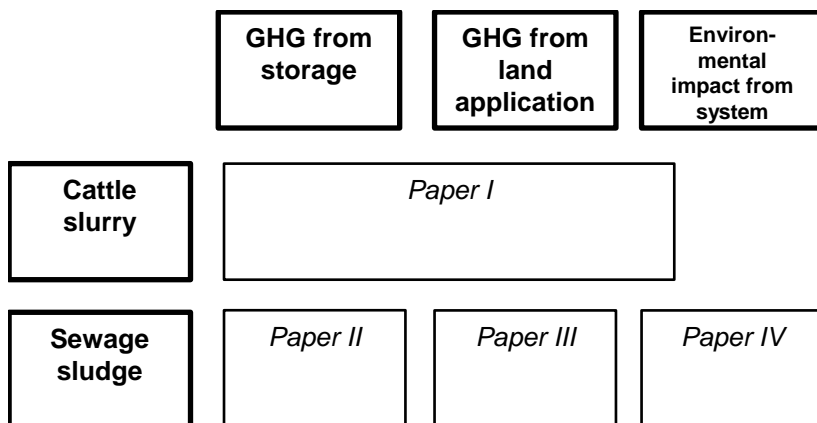 GHG from
storage
GHG from
land
application
Environ-
mental
impact from
system
Cattle
slurry
Paper I
Sewage
sludge
Paper II
Paper III
Paper IV